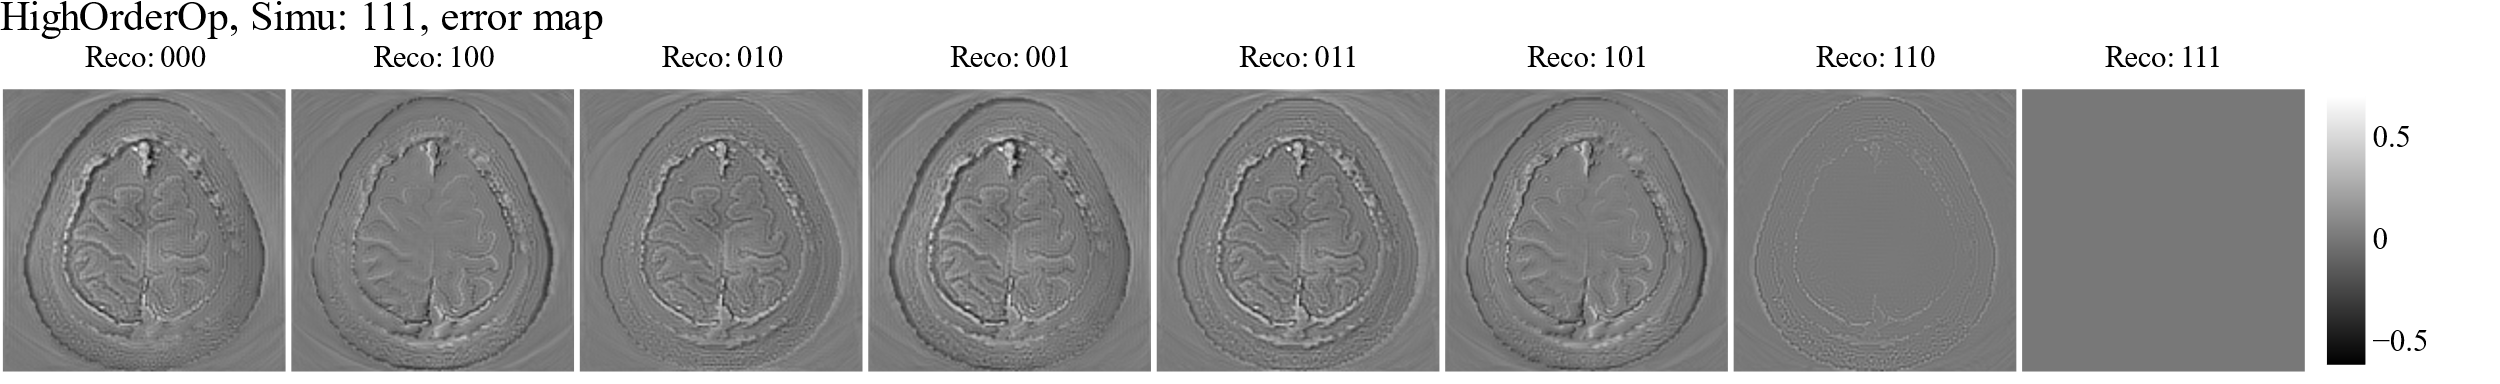 HighOrderOp, Simu: 111, error map
Reco: 000 Reco: 100 Reco: 010 Reco: 001 Reco: 011 Reco: 101 Reco: 110 Reco: 111
0.5
0
−0.5